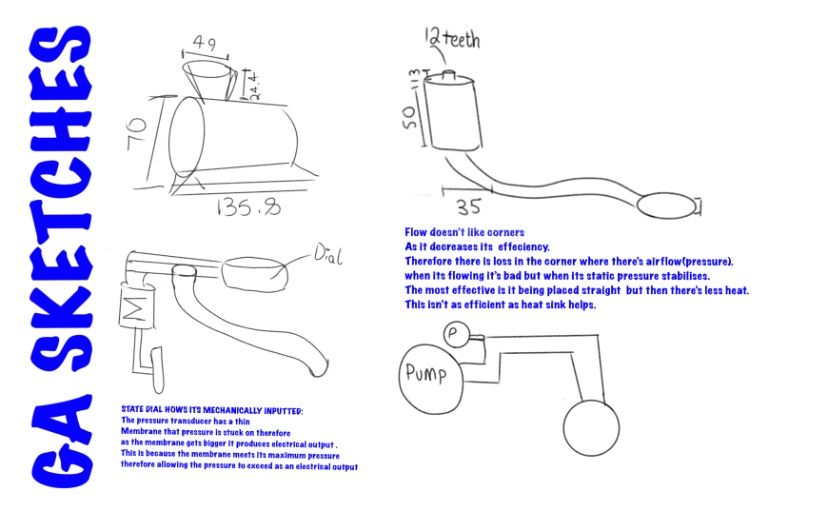 GA SKETCHES
49
24.4
70
135.8
12 teeth
13
50
35
Flow doesn't like corners
As it decreases its effeciency.
Therefore there is loss in the corner where there's airflow(pressure).
when its flowing it's bad but when its static pressure stabilises.
The most effective is it being placed straight but then there's less heat.
This isn't as efficient as heat sink helps.
Dial
M
STATE DIAL HOWS ITS MECHANICALLY INPUTTED:
The pressure transducer has a thin
Membrane that pressure is stuck on therefore
as the membrane gets bigger it produces electrical output .
This is because the membrane meets its maximum pressure
therefore allowing the pressure to exceed as an electrical output
P
PUMP